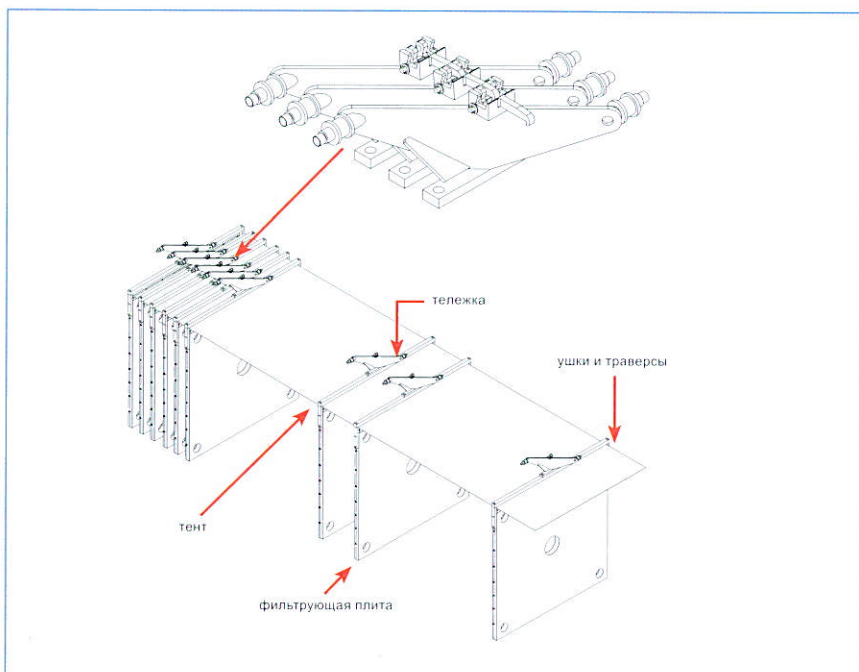 тележка
ушки и траверсы
тент
фильтрующая плита